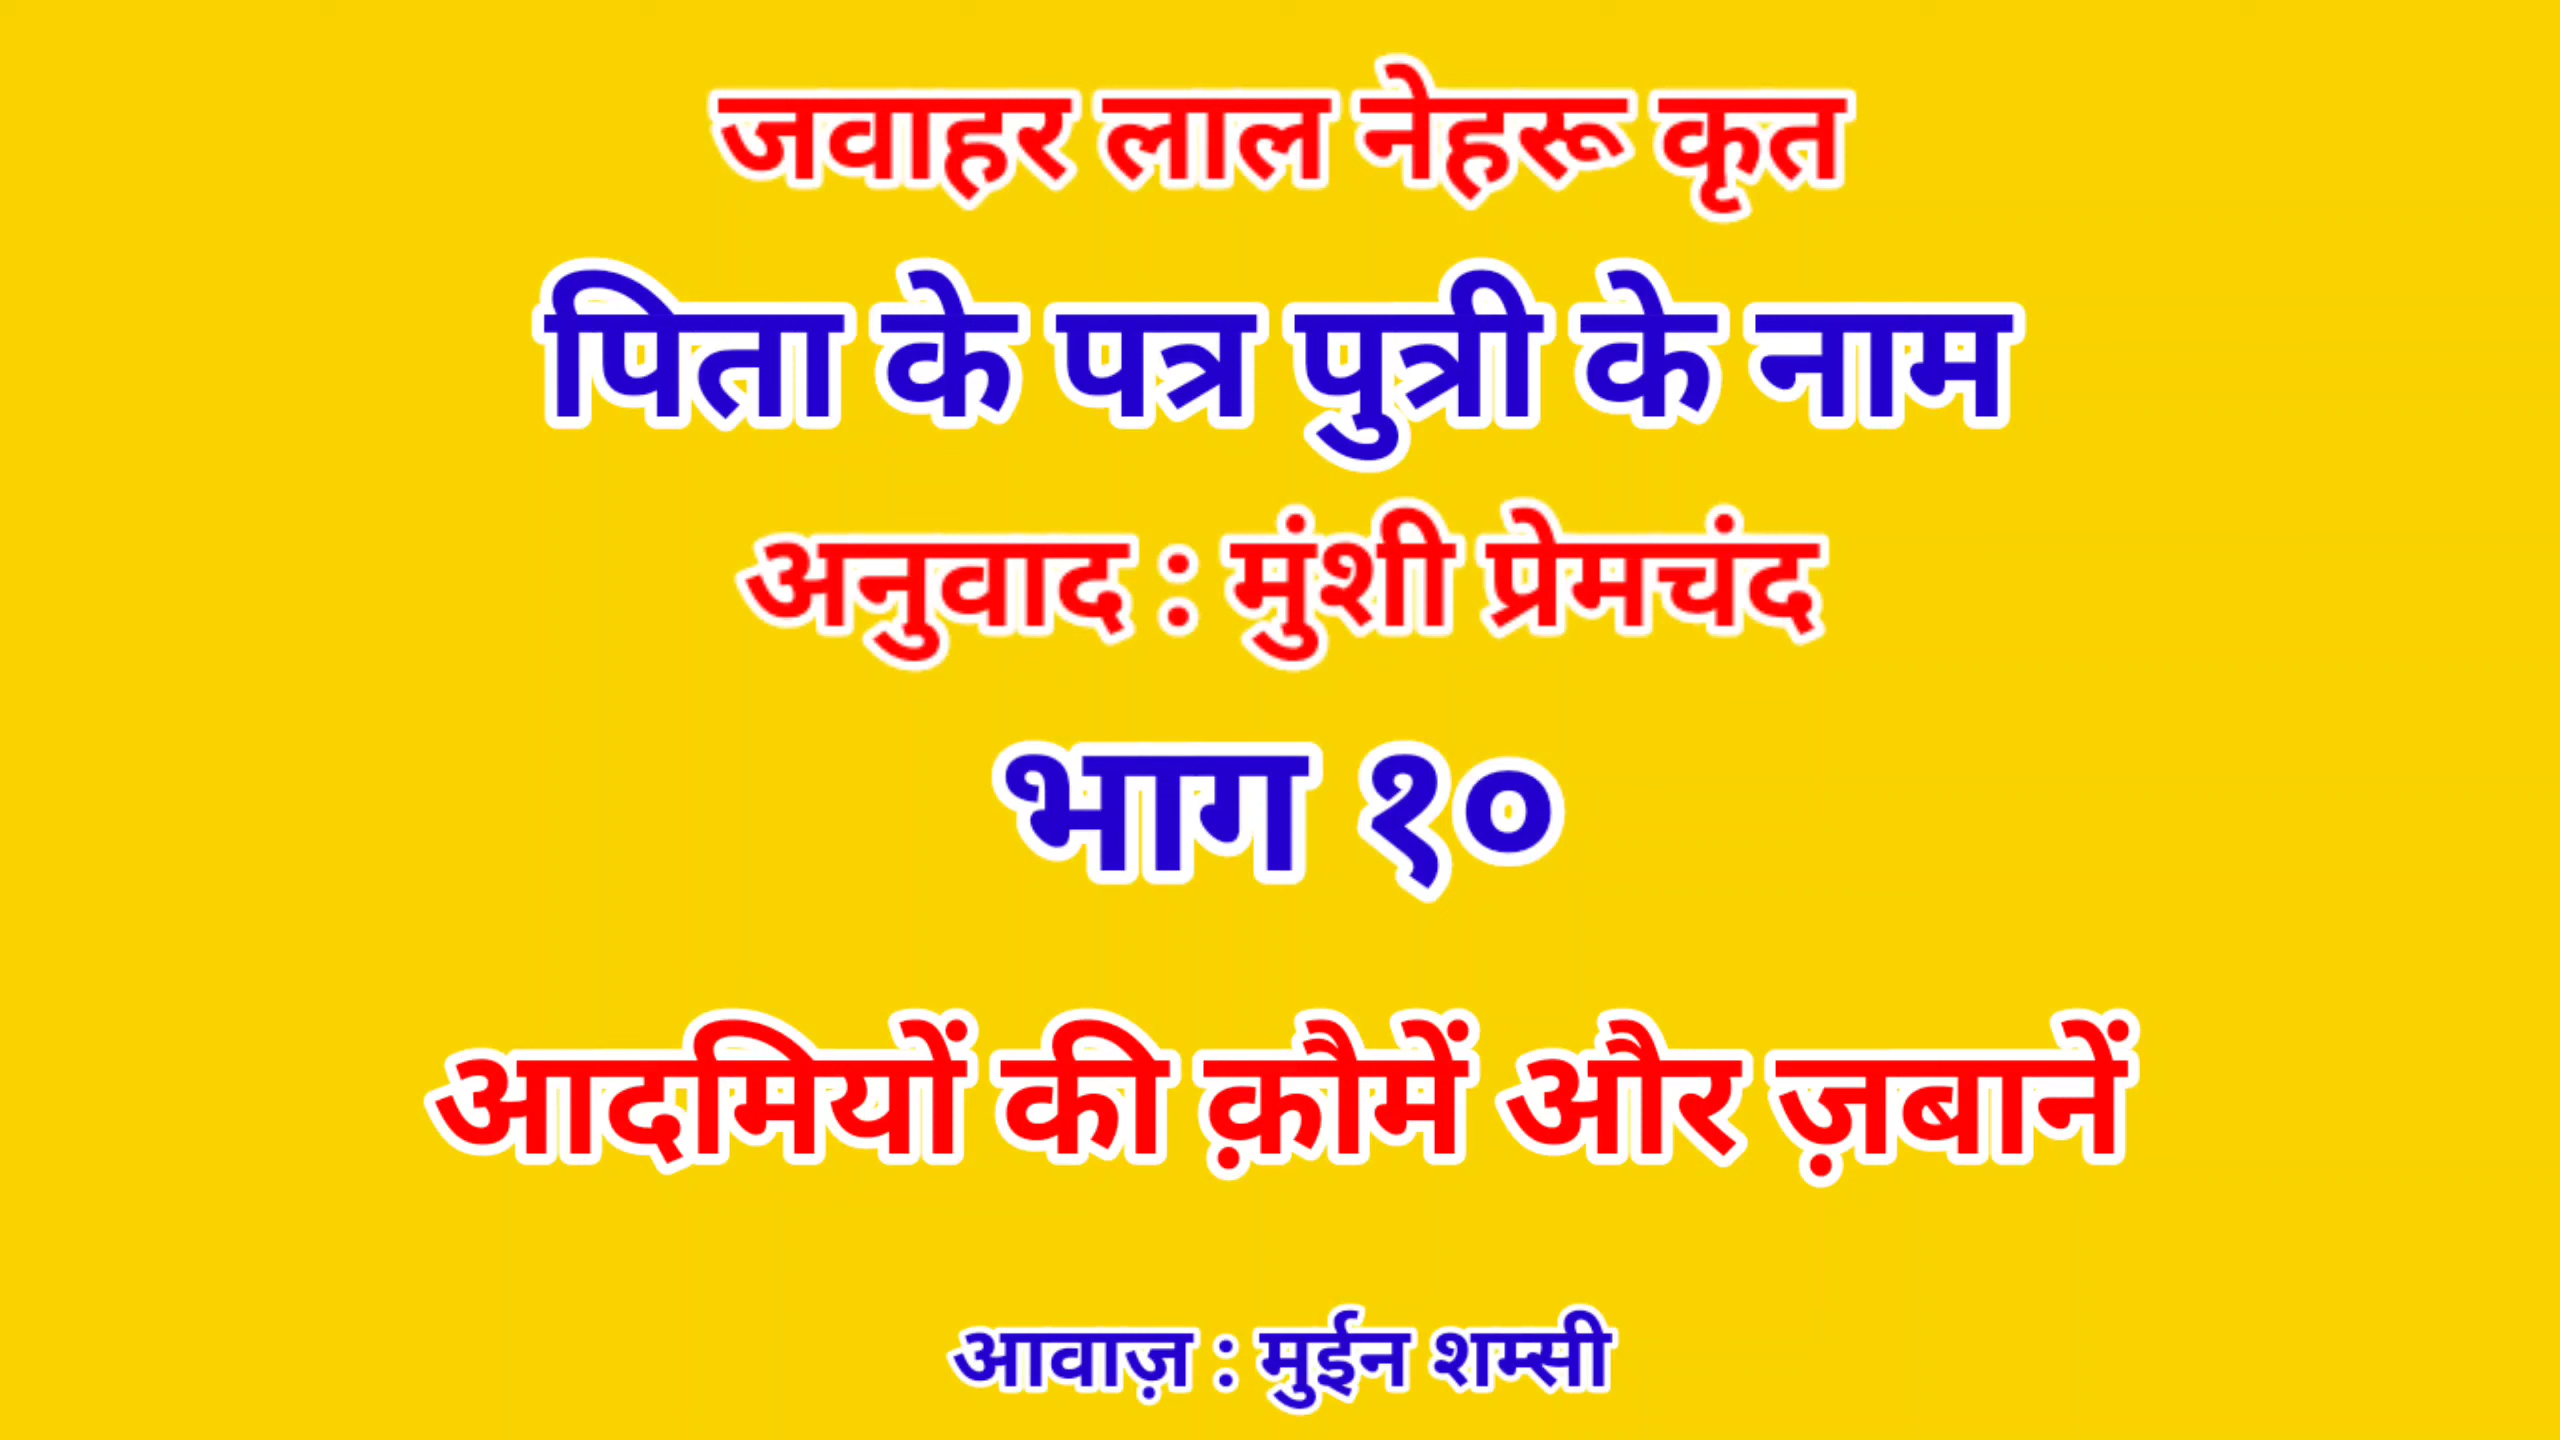 जवाहर लाल नेहरू कृत
पिता के पत्र पुत्री के नाम
अनुवाद : मुंशी प्रेमचंद
भाग १०
आदमियों की क़ौमें और ज़बानें
आवाज़ : मुईन शम्सी